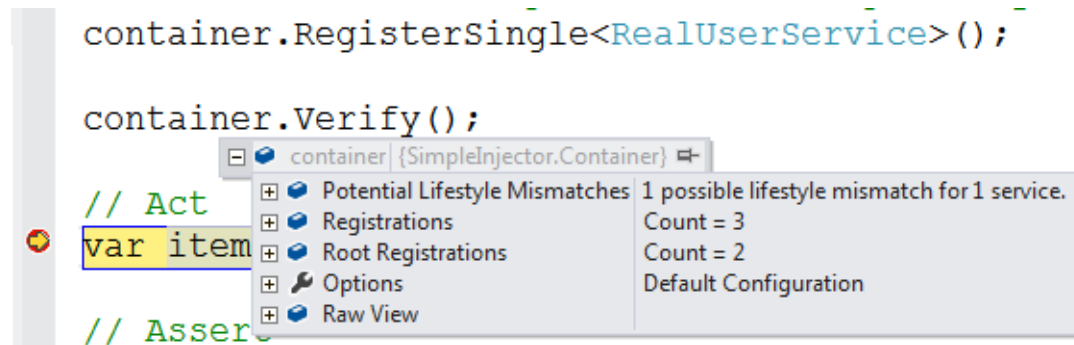 container.RegisterSingle<RealUserService>();
container.Verify();
container {SimpleInjector.Container}
Potential Lifestyle Mismatches 1 possible lifestyle mismatch for 1 service.
// Act
Registrations Count = 3
var item
Root Registrations Count = 2
Options Default Configuration
Raw View
// Assert